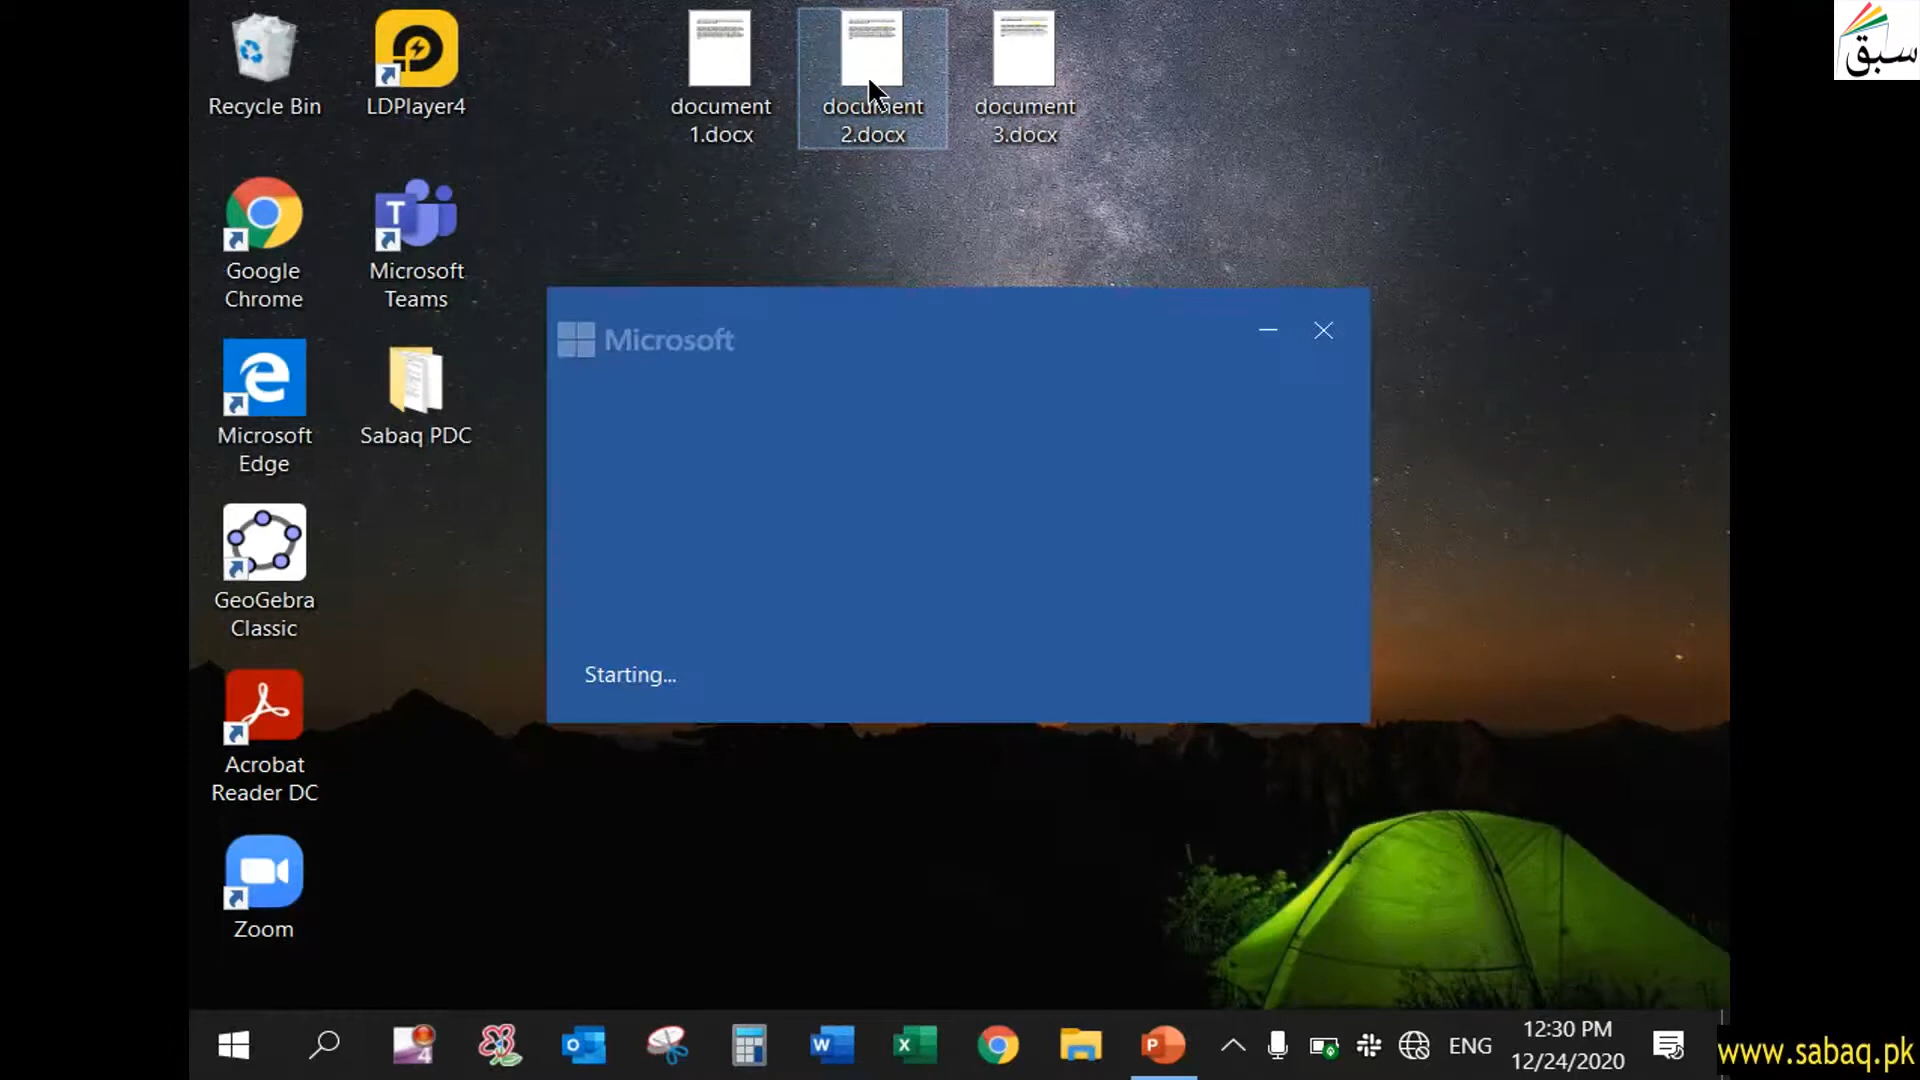 سبق
Recycle Bin
LDPlayer4
document
1.docx
document
2.docx
document
3.docx
Google
Chrome
Microsoft
Teams
Microsoft
Edge
Sabaq PDC
GeoGebra
Classic
Acrobat
Reader DC
Zoom
Microsoft
Starting...
4
ENG
12:30 PM
12/24/2020
www.sabaq.pk